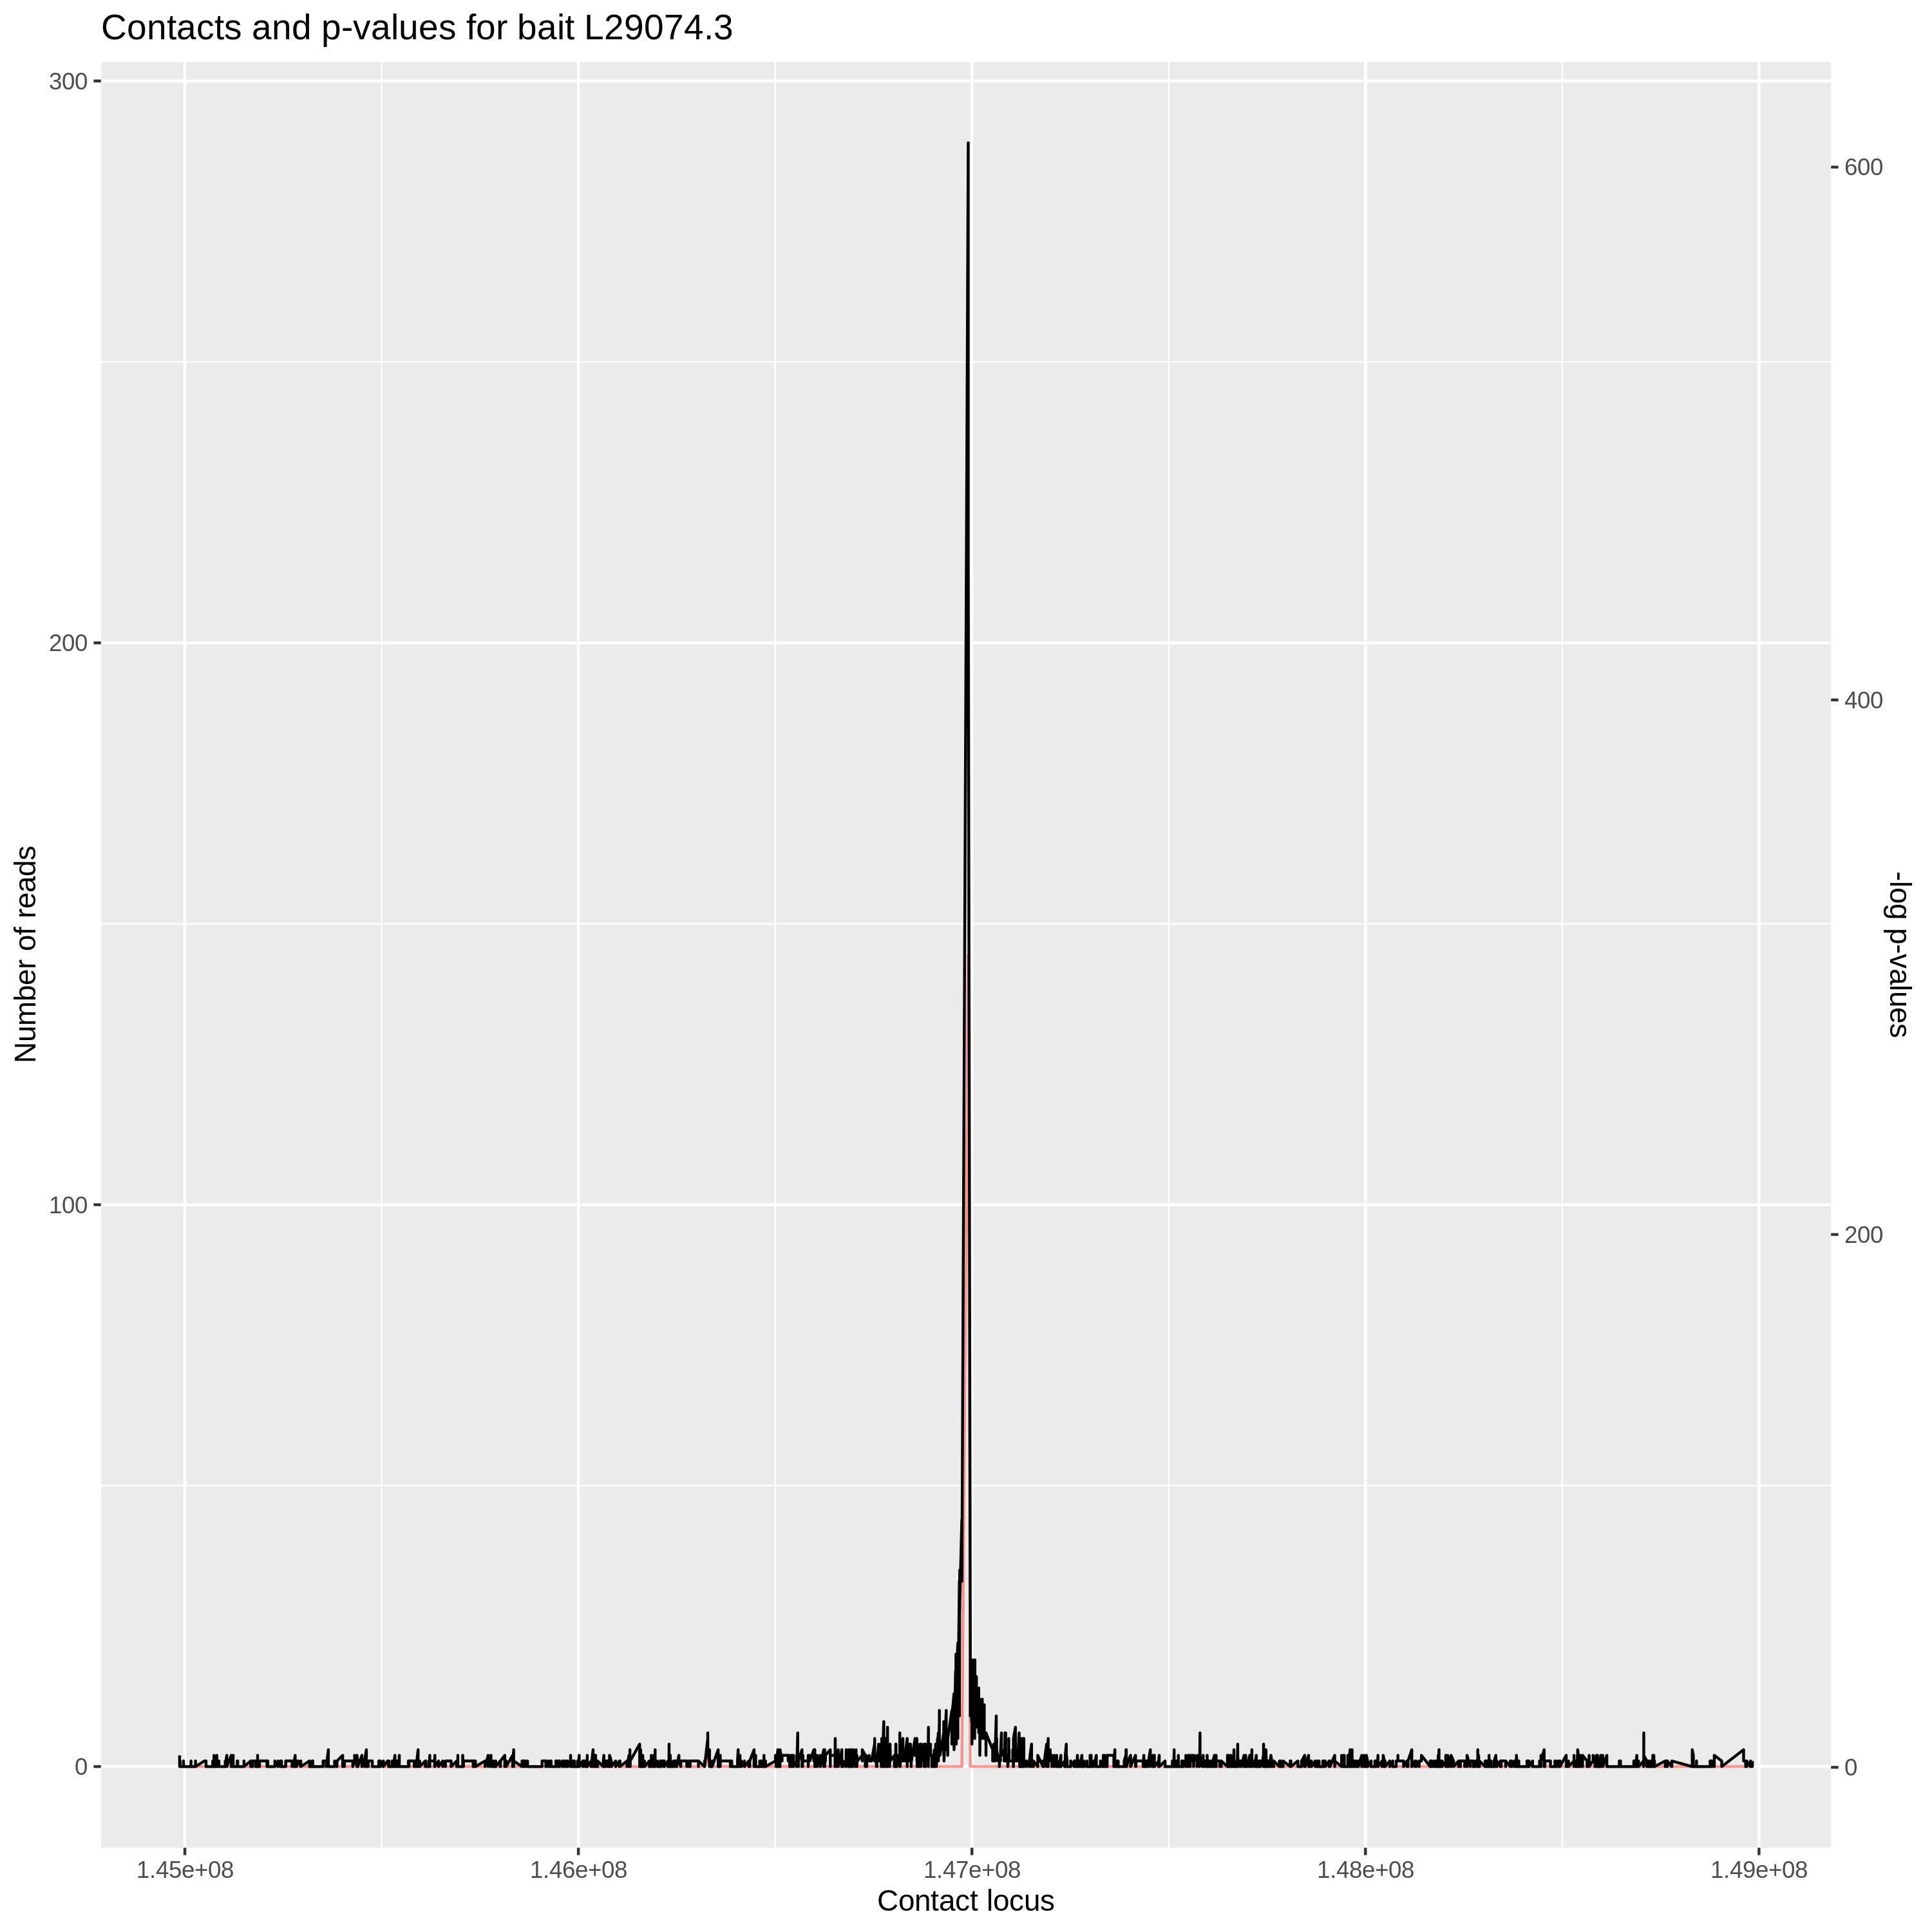 Contacts and p-values for bait L29074.3
300
200
100
0
Number of reads
600
400
200
0
-log p-values
1.45e+08
1.46e+08
1.47e+08
1.48e+08
1.49e+08
Contact locus